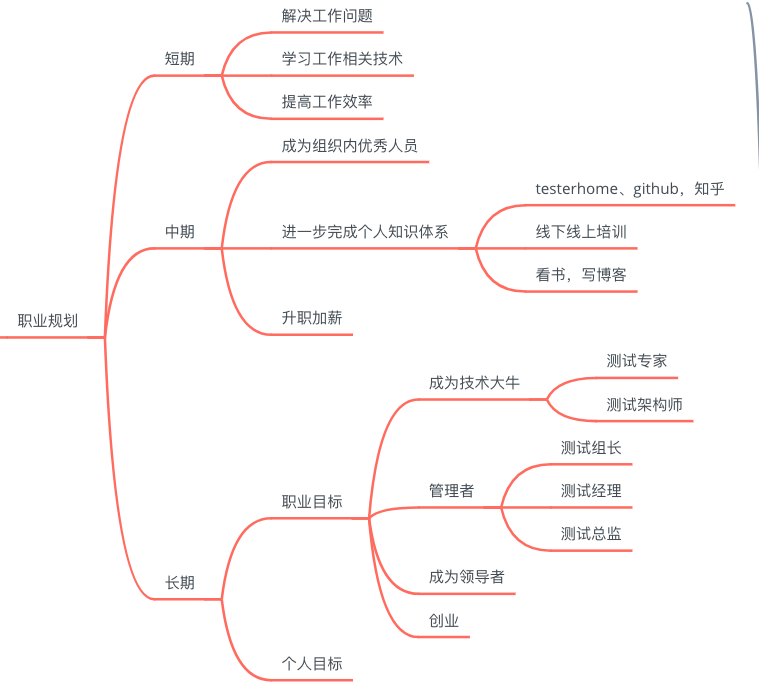 解决工作问题
短期
学习工作相关技术
提高工作效率
成为组织内优秀人员
testerhome、github，知乎
中期
进一步完成个人知识体系
线下线上培训
看书，写博客
升职加薪
职业规划
测试专家
成为技术大牛
测试架构师
测试组长
职业目标
管理者
测试经理
测试总监
成为领导者
长期
创业
个人目标